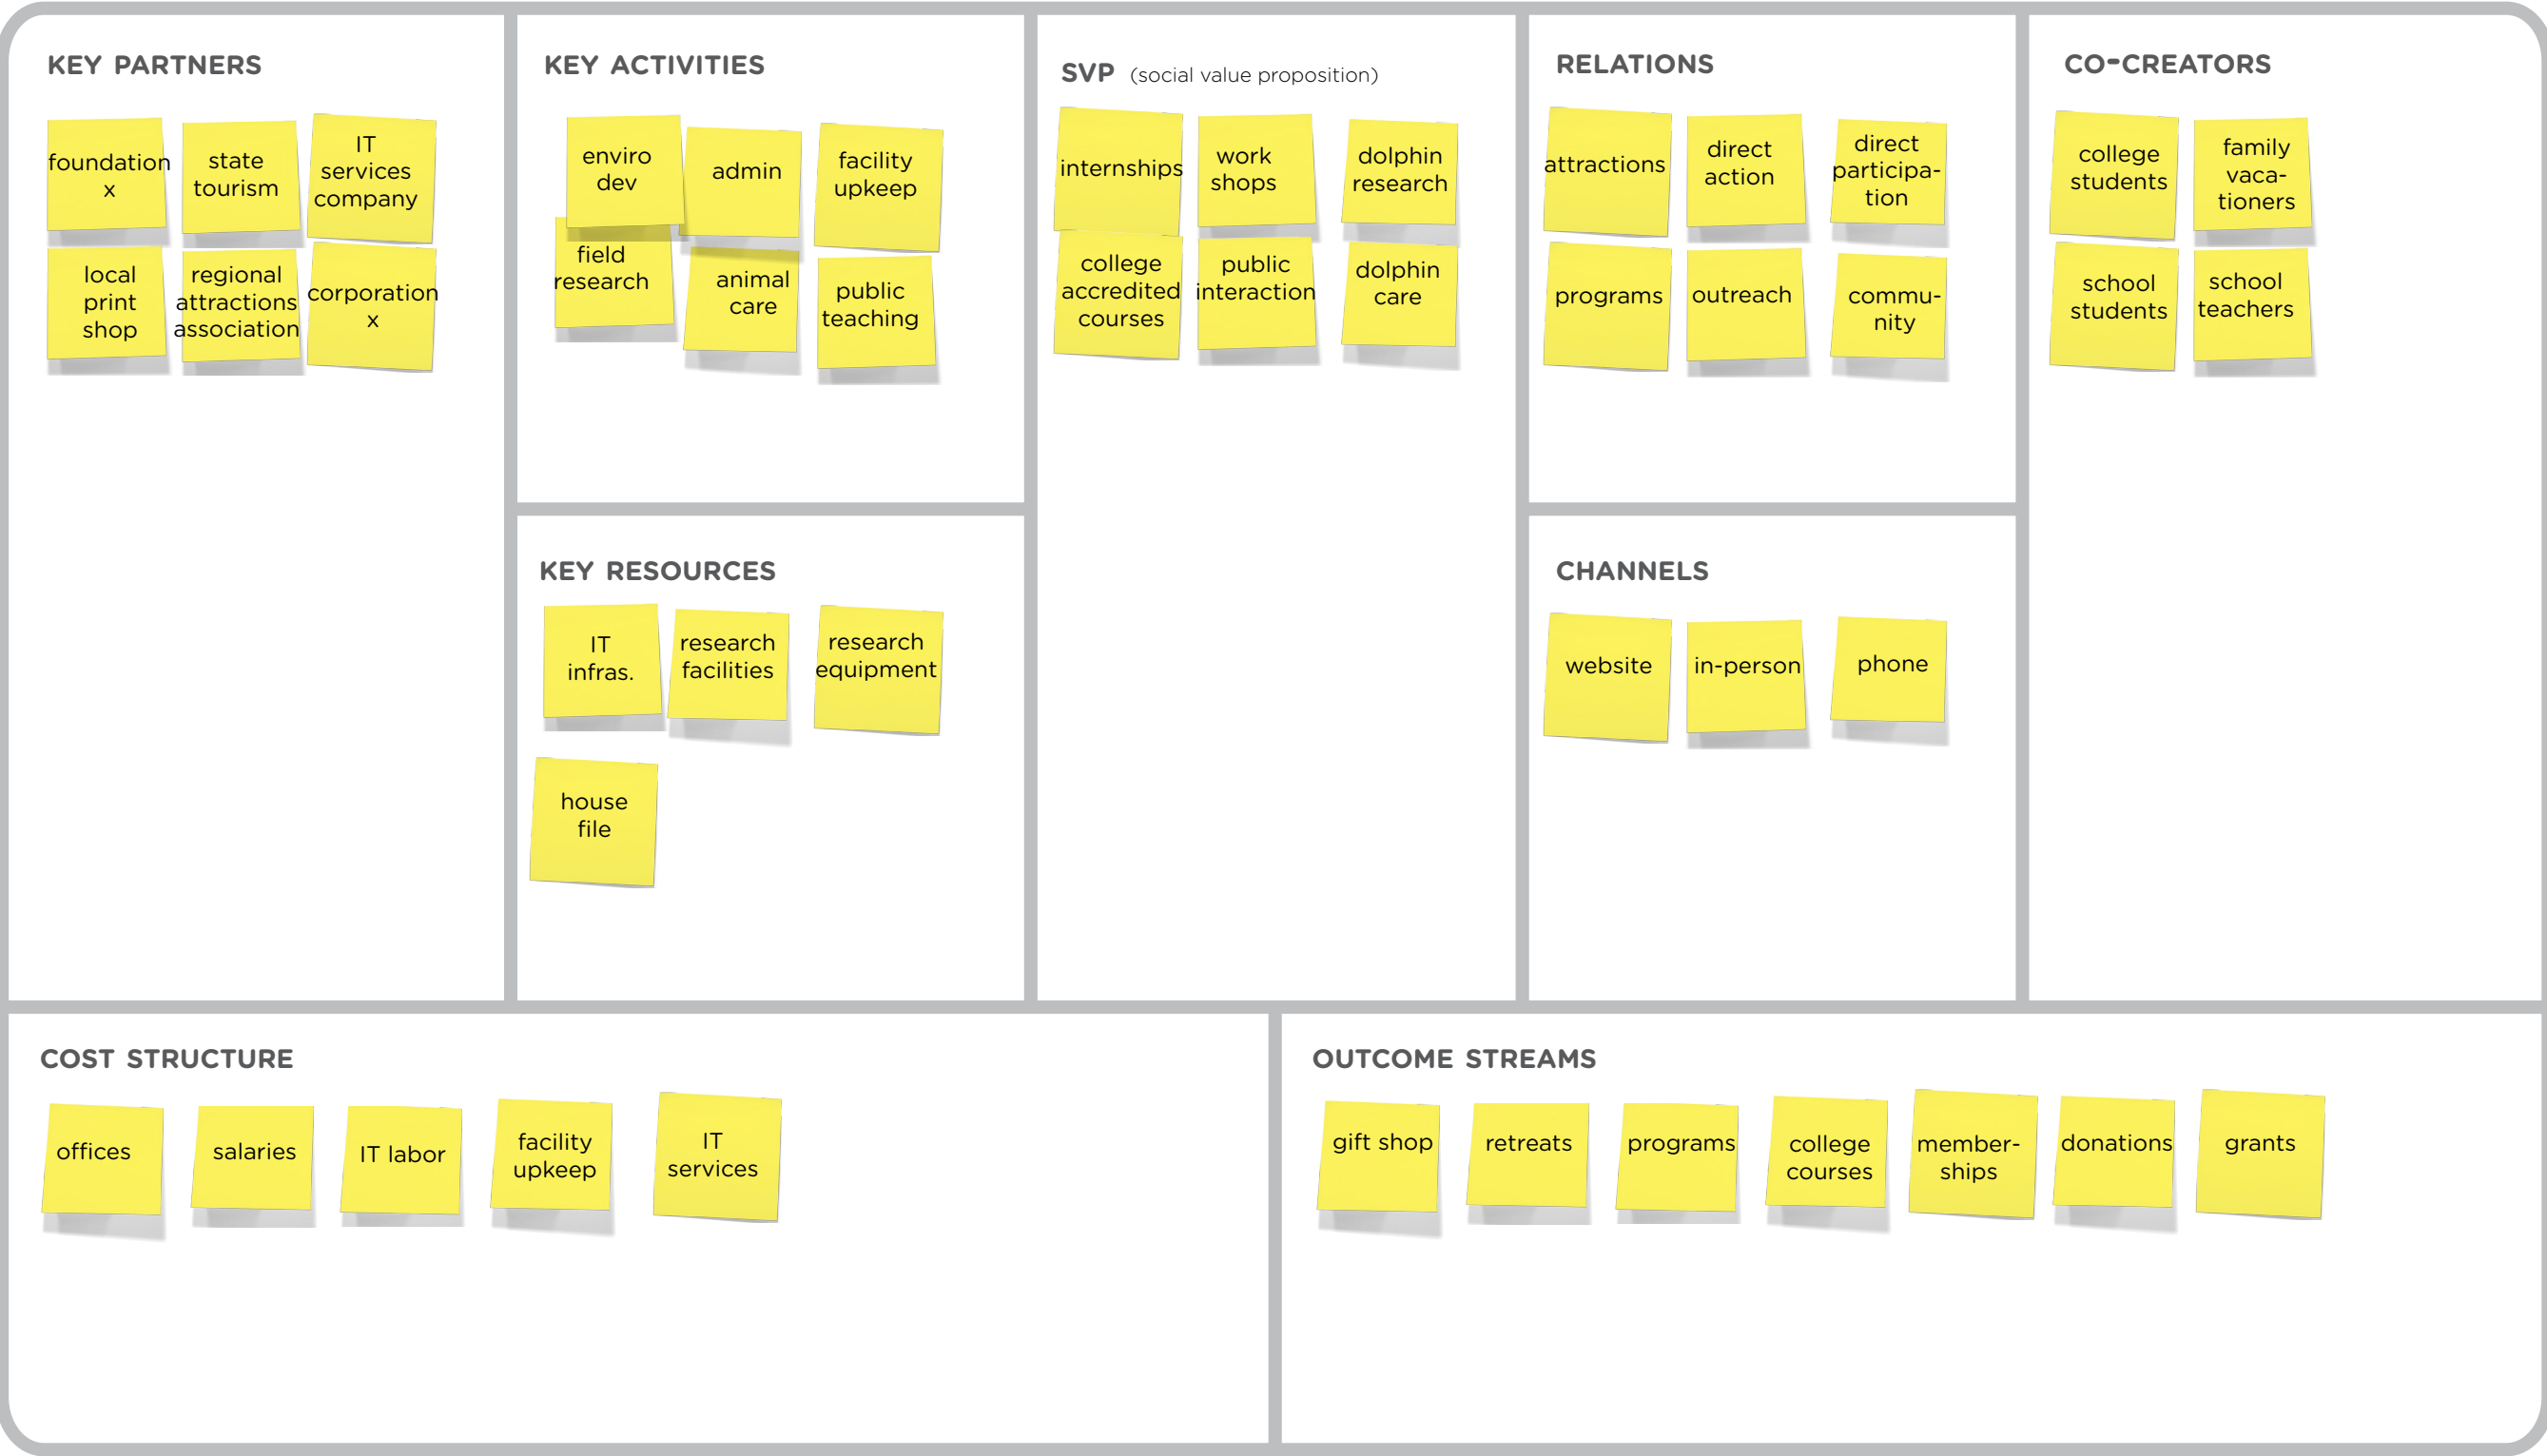 KEY PARTNERS
foundation
x
state
tourism
IT
services
company
local
print
shop
regional
attractions
association
corporation
x
KEY ACTIVITIES
enviro
dev
admin
facility
upkeep
field
research
animal
care
public
teaching
KEY RESOURCES
IT
infras.
research
facilities
research
equipment
house
file
SVP (social value proposition)
internships
work
shops
dolphin
research
college
accredited
courses
public
interaction
dolphin
care
RELATIONS
attractions
direct
action
direct
participa-
tion
programs
outreach
commu-
nity
CHANNELS
website
in-person
phone
CO-CREATORS
college
students
family
vaca-
tioners
school
students
school
teachers
COST STRUCTURE
offices
salaries
IT labor
facility
upkeep
IT
services
OUTCOME STREAMS
gift shop
retreats
programs
college
courses
member-
ships
donations
grants